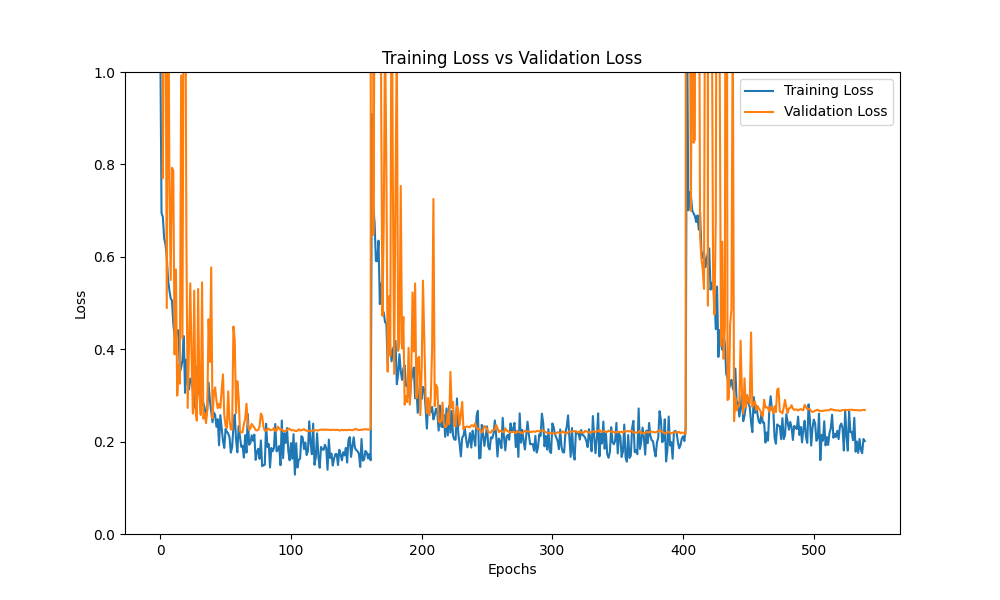 Training Loss vs Validation Loss
1.0
0.8
0.6
0.4
0.2
0.0
Loss
Training Loss
Validation Loss
0 100 200 300 400 500
Epochs